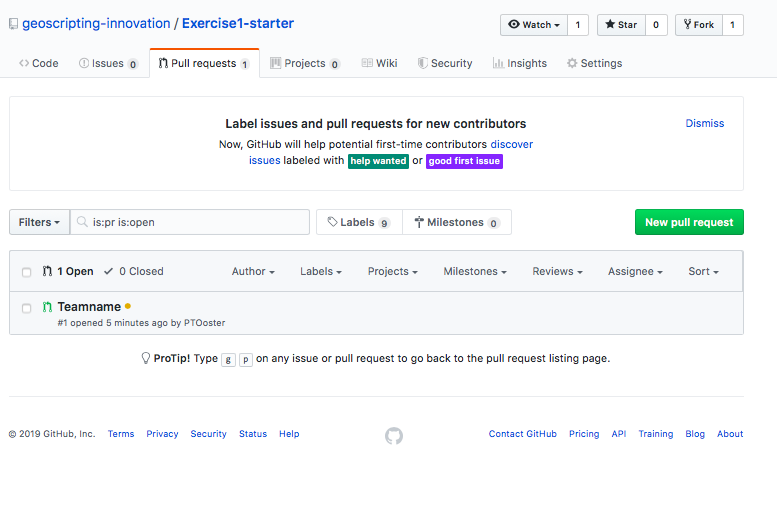 geoscripting-innovation / Exercise1-starter
Watch 1 Star 0 Fork 1
Code Issues 0 Pull requests 1 Projects 0 Wiki Security Insights Settings
Label issues and pull requests for new contributors
Dismiss
Now, GitHub will help potential first-time contributors discover
issues labeled with help wanted or good first issue
Filters is:pr is:open Labels 9 Milestones 0 New pull request
1 Open 0 Closed Author Labels Projects Milestones Reviews Assignee Sort
Teamname
#1 opened 5 minutes ago by PTOoster
ProTip! Type g p on any issue or pull request to go back to the pull request listing page.
© 2019 GitHub, Inc. Terms Privacy Security Status Help Contact GitHub Pricing API Training Blog About